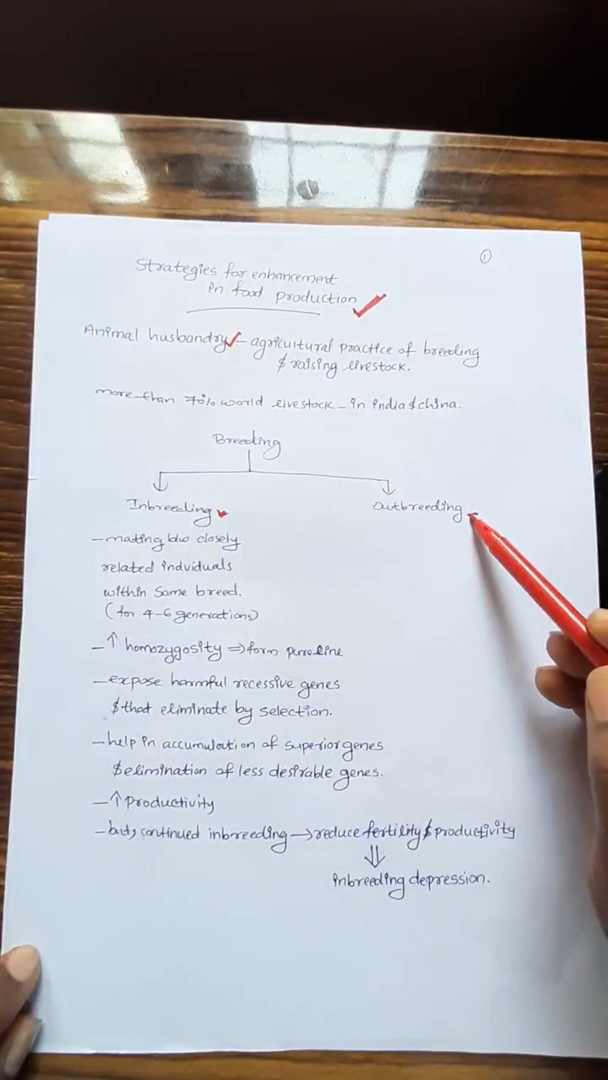 ①
Strategies for enhancement
in food production
Animal husbandry - agricultural practice of breeding
& raising livestock.
more than 70% world livestock - in india & china.
Breeding
Inbreeding
Outbreeding
- mating b/w closely
related indviduals
within same breed.
(for 4-6 generations)
- ↑ homozygosity ⇒ form pureline
- expose harmful recessive genes
& that eliminate by selection.
- help in accumulation of superior genes
& elimination of less desirable genes.
- ↑ productivity
- but, continued inbreeding → reduce fertility & productivity
⇓
inbreeding depression.